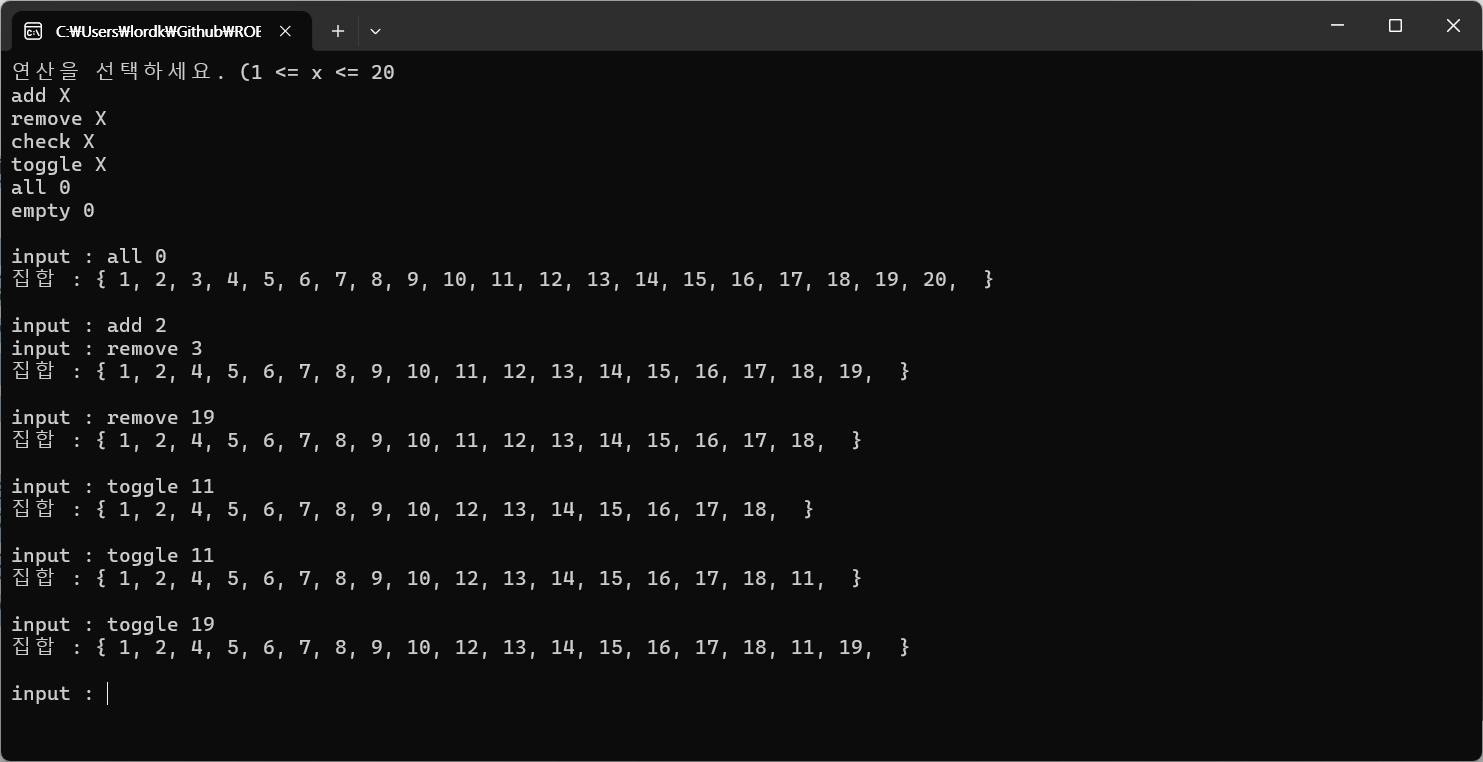 C:₩Users₩lordk₩Github₩ROE
연산을 선택하세요. (1 <= x <= 20
add X
remove X
check X
toggle X
all 0
empty 0
input : all 0
집합 : { 1, 2, 3, 4, 5, 6, 7, 8, 9, 10, 11, 12, 13, 14, 15, 16, 17, 18, 19, 20,  }
input : add 2
input : remove 3
집합 : { 1, 2, 4, 5, 6, 7, 8, 9, 10, 11, 12, 13, 14, 15, 16, 17, 18, 19,  }
input : remove 19
집합 : { 1, 2, 4, 5, 6, 7, 8, 9, 10, 11, 12, 13, 14, 15, 16, 17, 18,  }
input : toggle 11
집합 : { 1, 2, 4, 5, 6, 7, 8, 9, 10, 12, 13, 14, 15, 16, 17, 18,  }
input : toggle 11
집합 : { 1, 2, 4, 5, 6, 7, 8, 9, 10, 12, 13, 14, 15, 16, 17, 18, 11,  }
input : toggle 19
집합 : { 1, 2, 4, 5, 6, 7, 8, 9, 10, 12, 13, 14, 15, 16, 17, 18, 11, 19,  }
input :